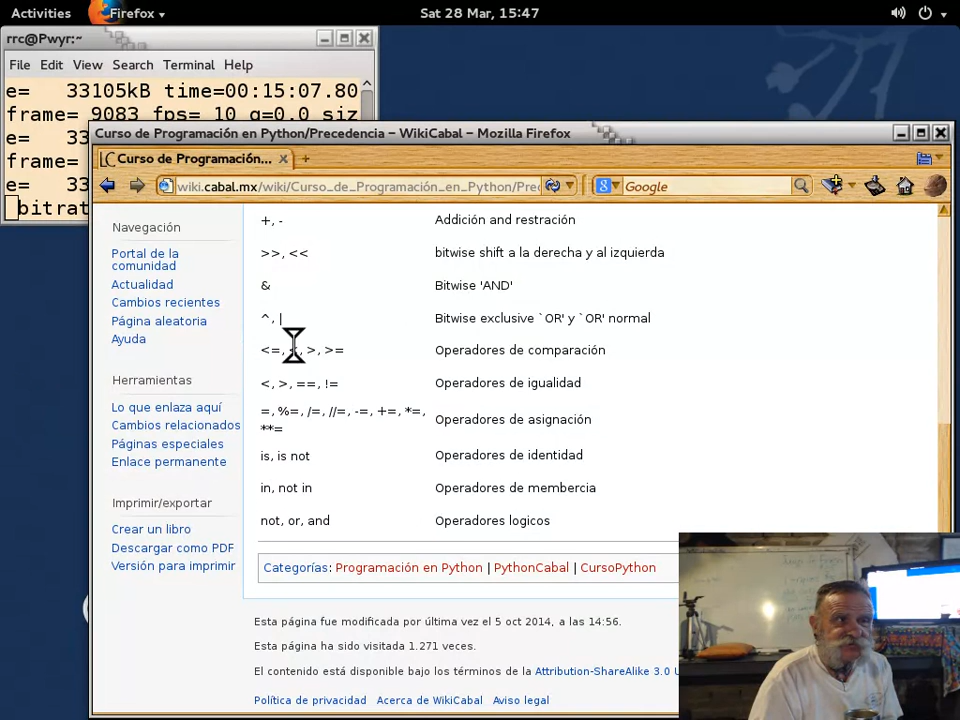 Activities Firefox Sat 28 Mar, 15:47
rrc@Pwyr:~
File Edit View Search Terminal Help
e= 33105kB time=00:15:07.80
frame= 9083 fps= 10 q=0.0 siz
e= 33
frame=
e= 33
bitrat
Curso de Programación en Python/Precedencia – WikiCabal – Mozilla Firefox
Curso de Programación...
wiki.cabal.mx/wiki/Curso_de_Programación_en_Python/Prec
Google
Navegación
Portal de la
comunidad
Actualidad
Cambios recientes
Página aleatoria
Ayuda
Herramientas
Lo que enlaza aquí
Cambios relacionados
Páginas especiales
Enlace permanente
Imprimir/exportar
Crear un libro
Descargar como PDF
Versión para imprimir
+, - Addición and restración
>>, << bitwise shift a la derecha y al izquierda
& Bitwise 'AND'
^, | Bitwise exclusive `OR' y `OR' normal
<=, <, >, >= Operadores de comparación
<, >, ==, != Operadores de igualidad
=, %=, /=, //=, -=, +=, *=,
**= Operadores de asignación
is, is not Operadores de identidad
in, not in Operadores de membercia
not, or, and Operadores logicos
Categorías: Programación en Python | PythonCabal | CursoPython
Esta página fue modificada por última vez el 5 oct 2014, a las 14:56.
Esta página ha sido visitada 1.271 veces.
El contenido está disponible bajo los términos de la Attribution-ShareAlike 3.0
Política de privacidad Acerca de WikiCabal Aviso legal